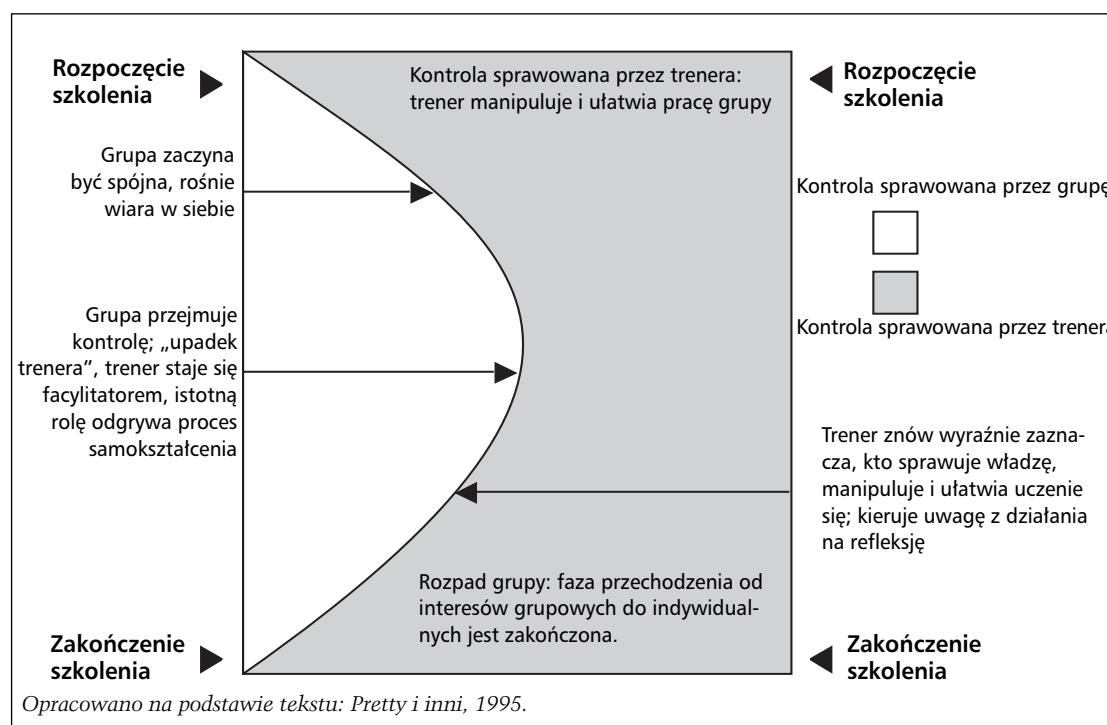 Rozpoczęcie
szkolenia
Kontrola sprawowana przez trenera:
trener manipuluje i ułatwia pracę grupy
Rozpoczęcie
szkolenia
Grupa zaczyna
być spójna, rośnie
wiara w siebie
Kontrola sprawowana przez grupę
Grupa przejmuje
kontrolę; „upadek
trenera”, trener staje się
facylitatorem, istotną
rolę odgrywa proces
samokształcenia
Kontrola sprawowana przez trenera
Trener znów wyraźnie zazna-
cza, kto sprawuje władzę,
manipuluje i ułatwia uczenie
się; kieruje uwagę z działania
na refleksję
Rozpad grupy: faza przechodzenia od
interesów grupowych do indywidual-
nych jest zakończona.
Zakończenie
szkolenia
Zakończenie
szkolenia
Opracowano na podstawie tekstu: Pretty i inni, 1995.